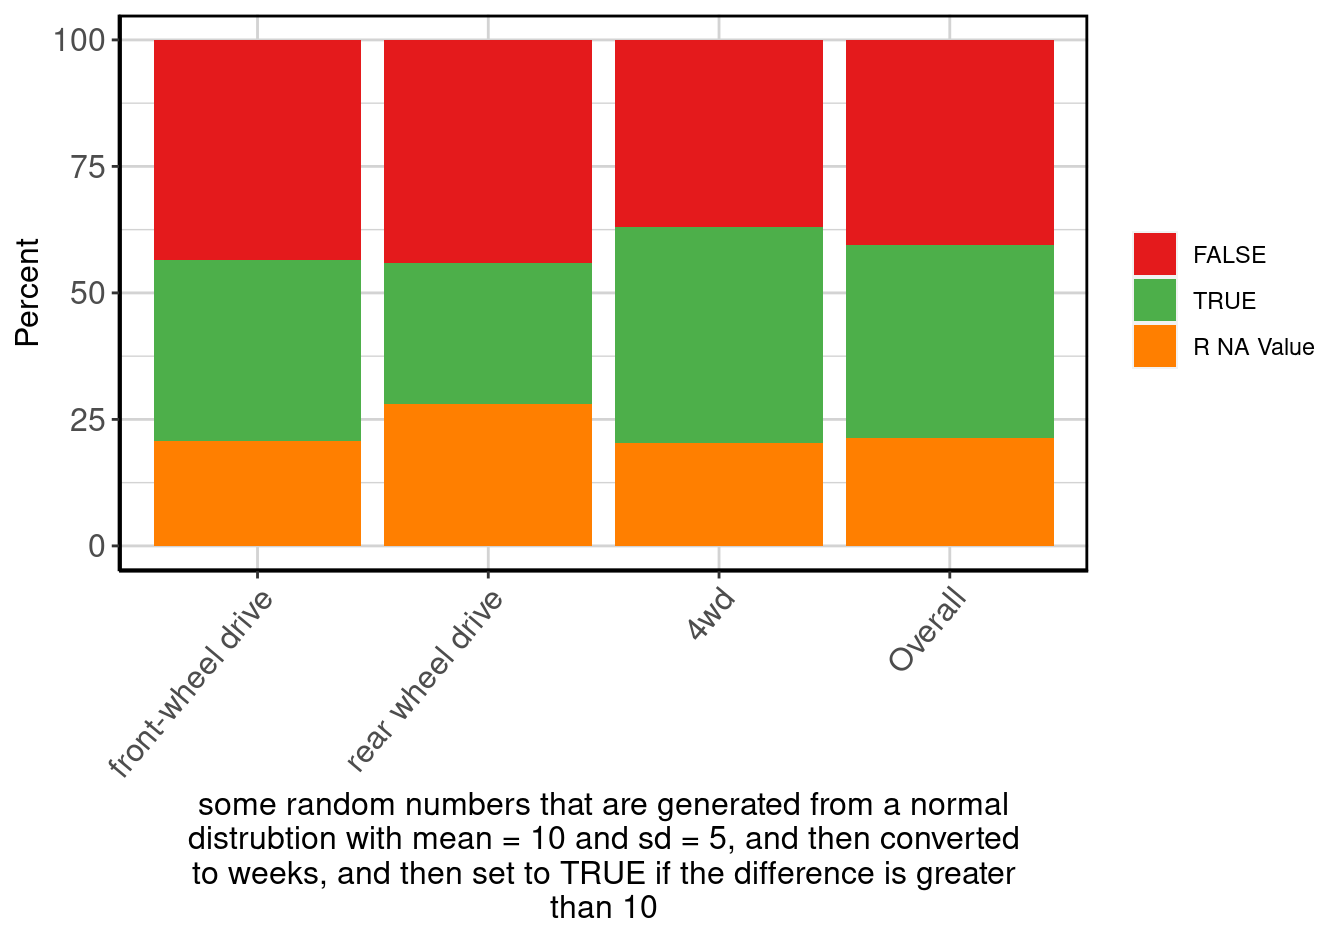 100
75
50
25
0
Percent
front-wheel drive
rear wheel drive
4wd
Overall
FALSE
TRUE
R NA Value
some random numbers that are generated from a normal
distrubtion with mean = 10 and sd = 5, and then converted
to weeks, and then set to TRUE if the difference is greater
than 10